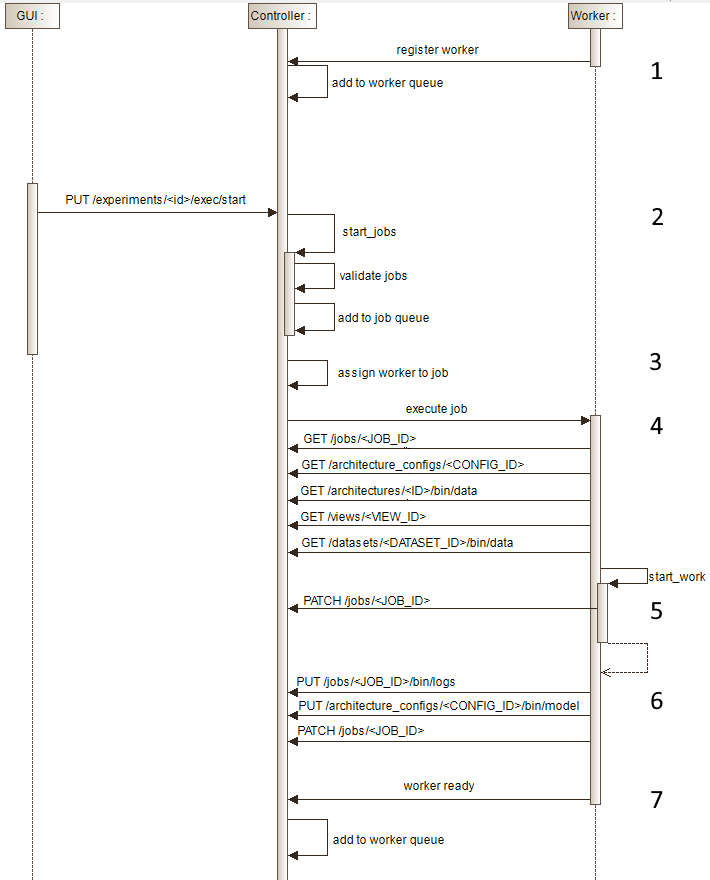 GUI :
Controller :
Worker :
register worker
1
add to worker queue
PUT /experiments/<id>/exec/start
2
start_jobs
validate jobs
add to job queue
3
assign worker to job
execute job
4
GET /jobs/<JOB_ID>
GET /architecture_configs/<CONFIG_ID>
GET /architectures/<ID>/bin/data
GET /views/<VIEW_ID>
GET /datasets/<DATASET_ID>/bin/data
start_work
PATCH /jobs/<JOB_ID>
5
PUT /jobs/<JOB_ID>/bin/logs
6
PUT /architecture_configs/<CONFIG_ID>/bin/model
PATCH /jobs/<JOB_ID>
worker ready
7
add to worker queue